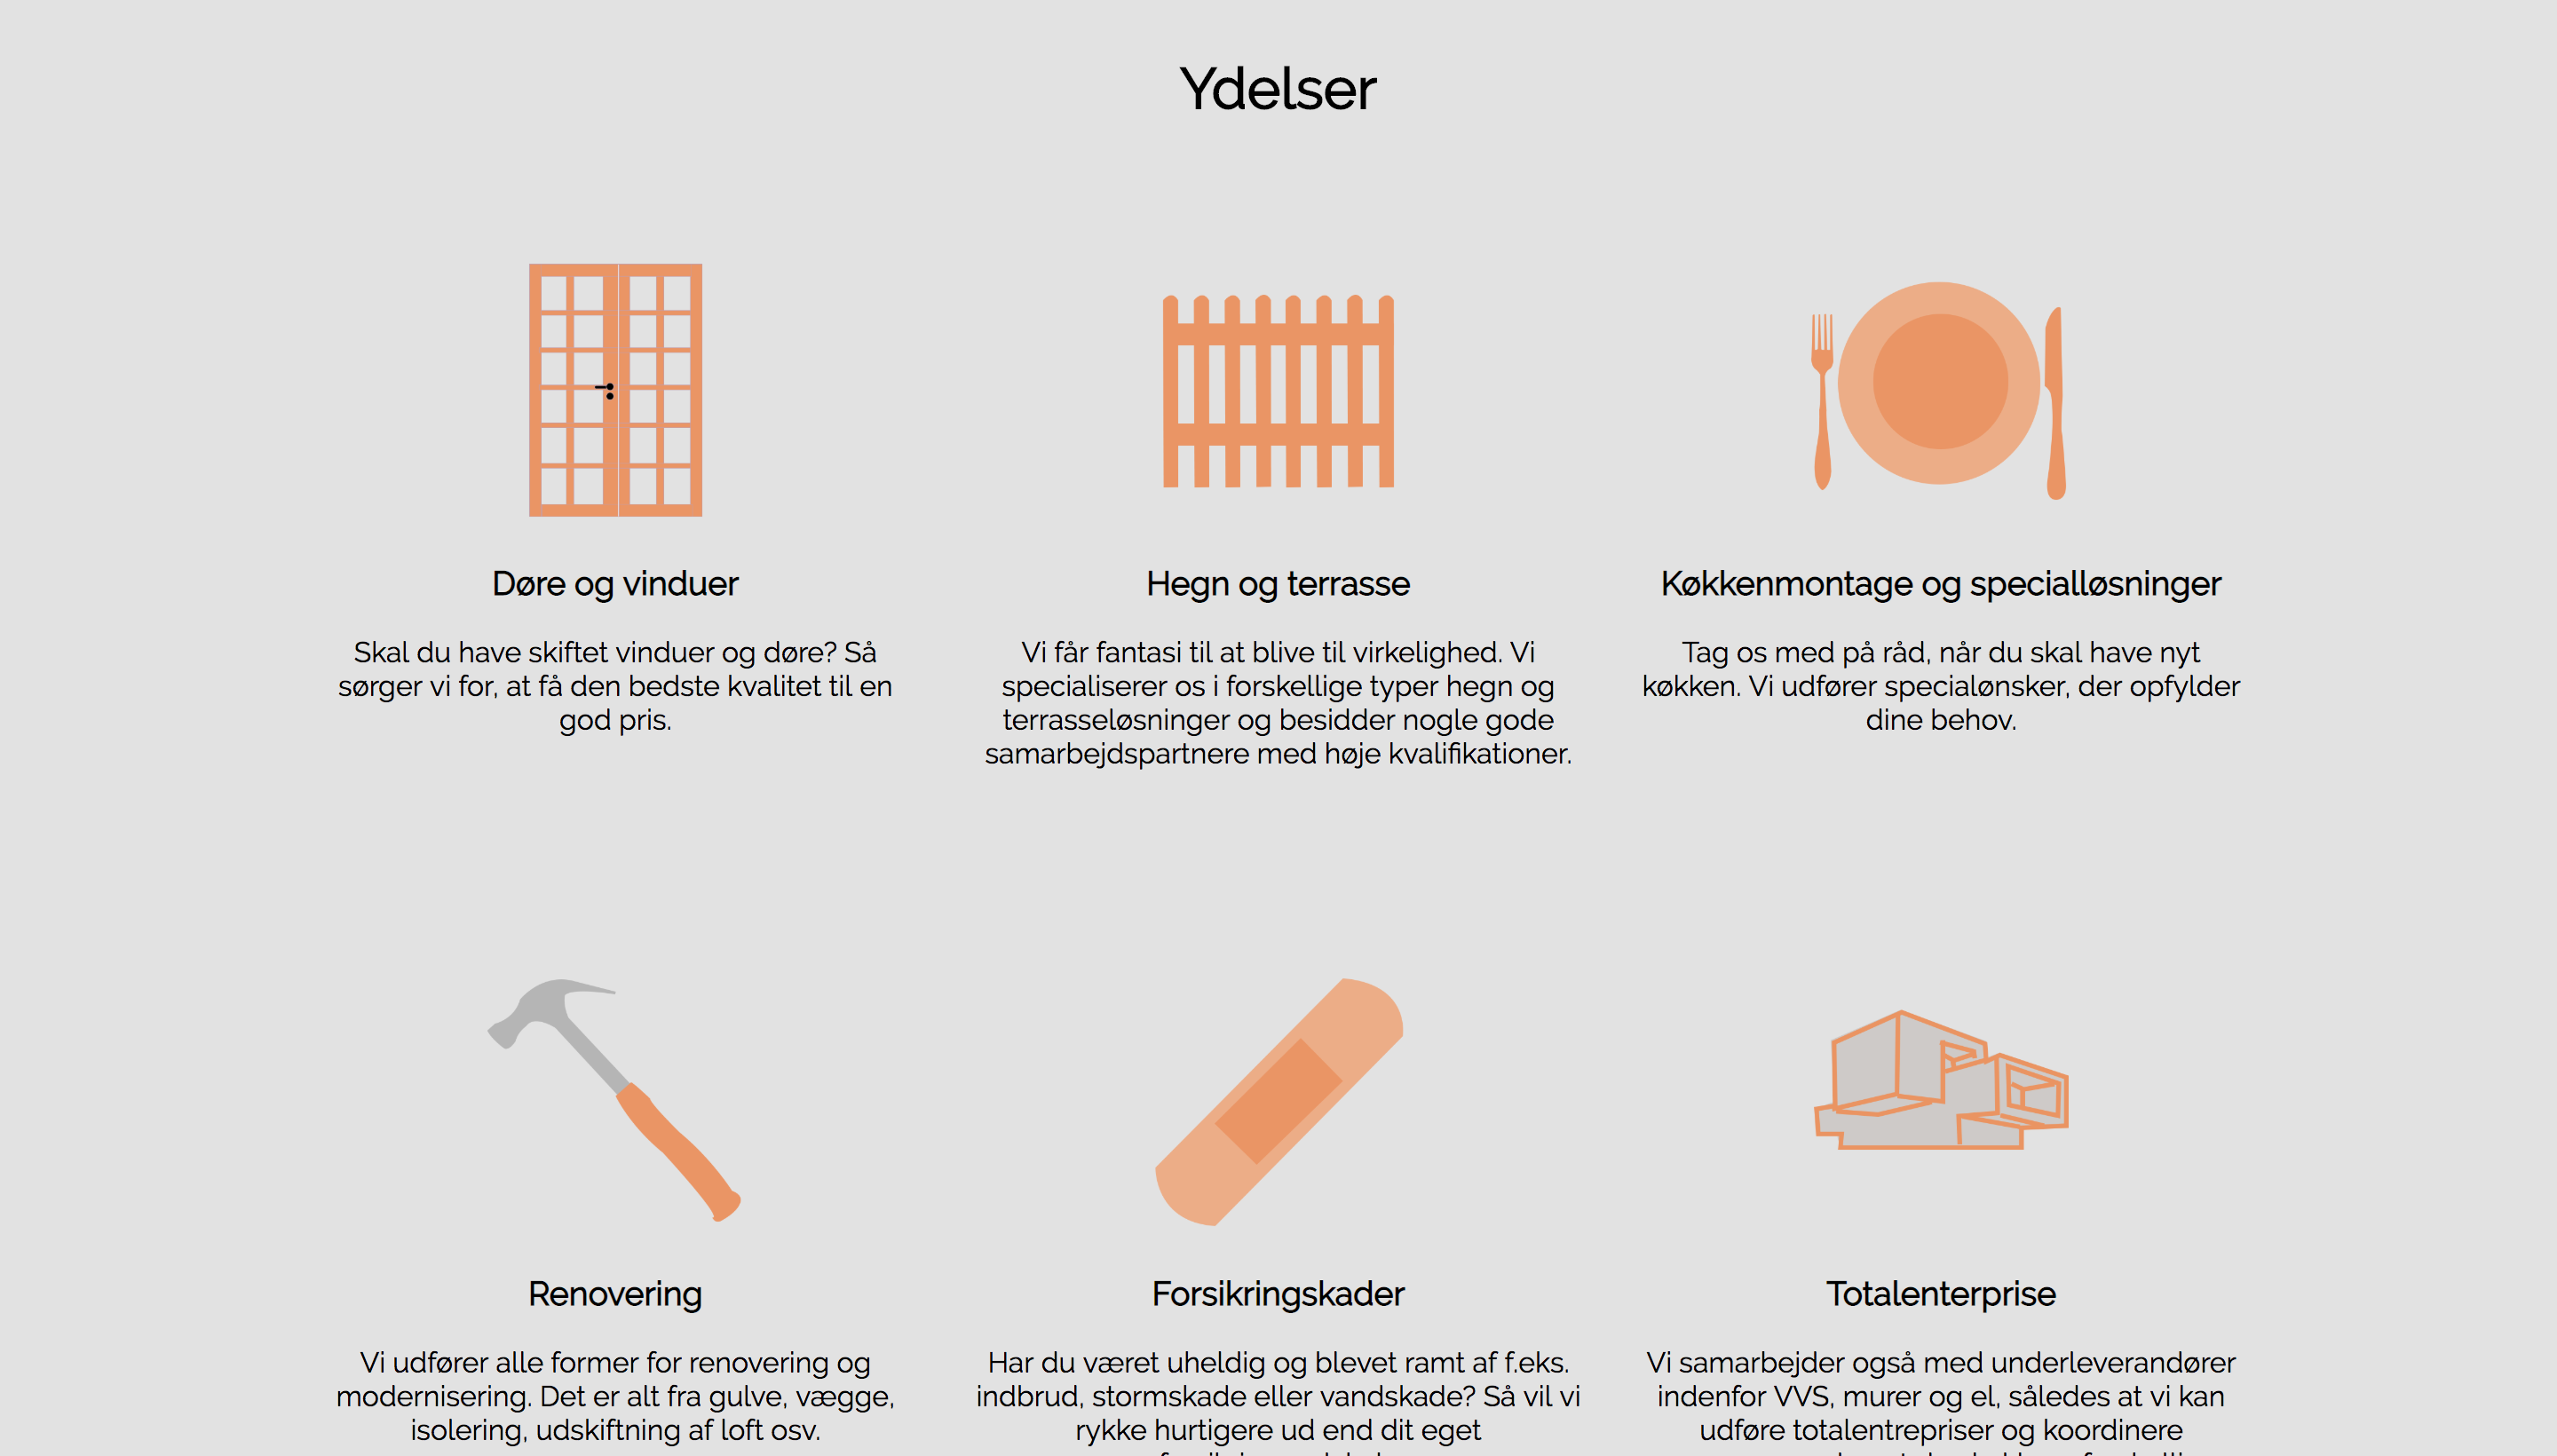 Ydelser
Døre og vinduer
Skal du have skiftet vinduer og døre? Så
sørger vi for, at få den bedste kvalitet til en
god pris.
Hegn og terrasse
Vi får fantasi til at blive til virkelighed. Vi
specialiserer os i forskellige typer hegn og
terrasseløsninger og besidder nogle gode
samarbejdspartnere med høje kvalifikationer.
Køkkenmontage og specialløsninger
Tag os med på råd, når du skal have nyt
køkken. Vi udfører specialønsker, der opfylder
dine behov.
Renovering
Vi udfører alle former for renovering og
modernisering. Det er alt fra gulve, vægge,
isolering, udskiftning af loft osv.
Forsikringskader
Har du været uheldig og blevet ramt af f.eks.
indbrud, stormskade eller vandskade? Så vil vi
rykke hurtigere ud end dit eget
Totalenterprise
Vi samarbejder også med underleverandører
indenfor VVS, murer og el, således at vi kan
udføre totalentrepriser og koordinere